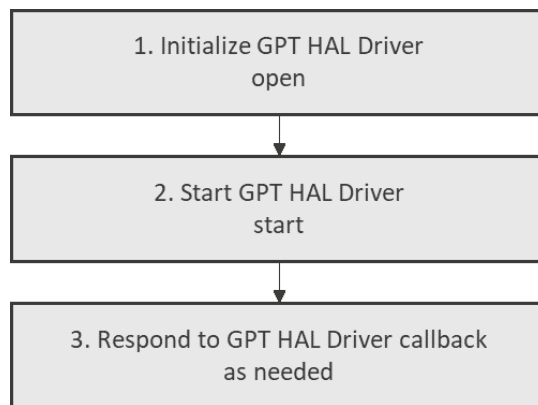 1. Initialize GPT HAL Driver
open
2. Start GPT HAL Driver
start
3. Respond to GPT HAL Driver callback
as needed